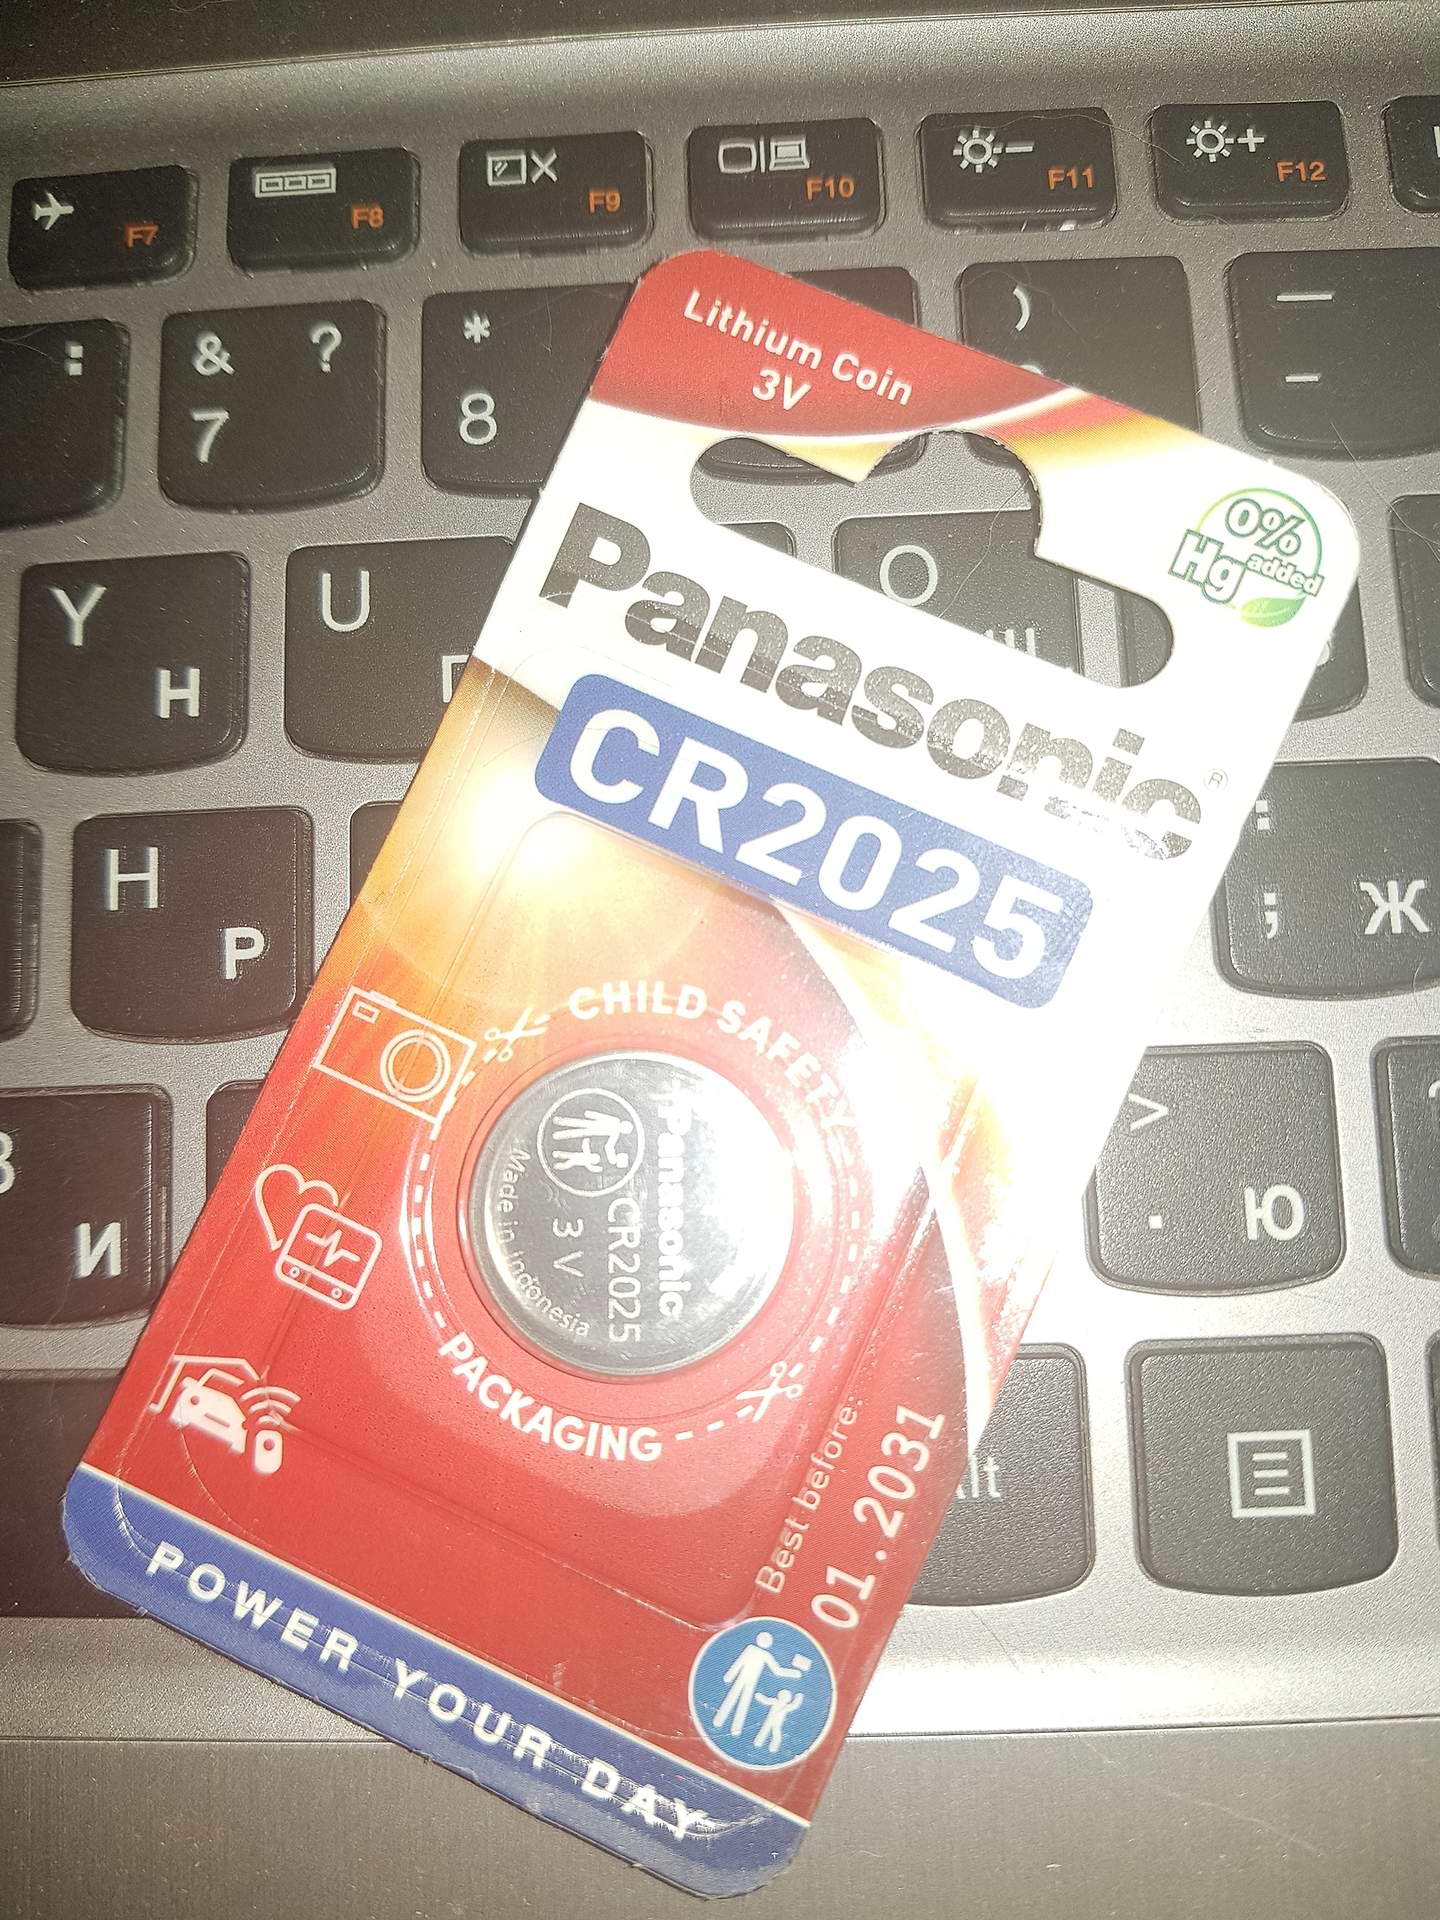 F7
F8
F9
F10
F11
F12
:
& ?
7
*
8
)
—
-
Lithium Coin
3V
0%
Hg added
Panasonic®
CR2025
Y
Н
U
O
H
Р
:
; Ж
CHILD SAFETY
Panasonic
CR2025
3V
Made in Indonesia
PACKAGING
И
>
. Ю
Best before:
01.2031
POWER YOUR DAY